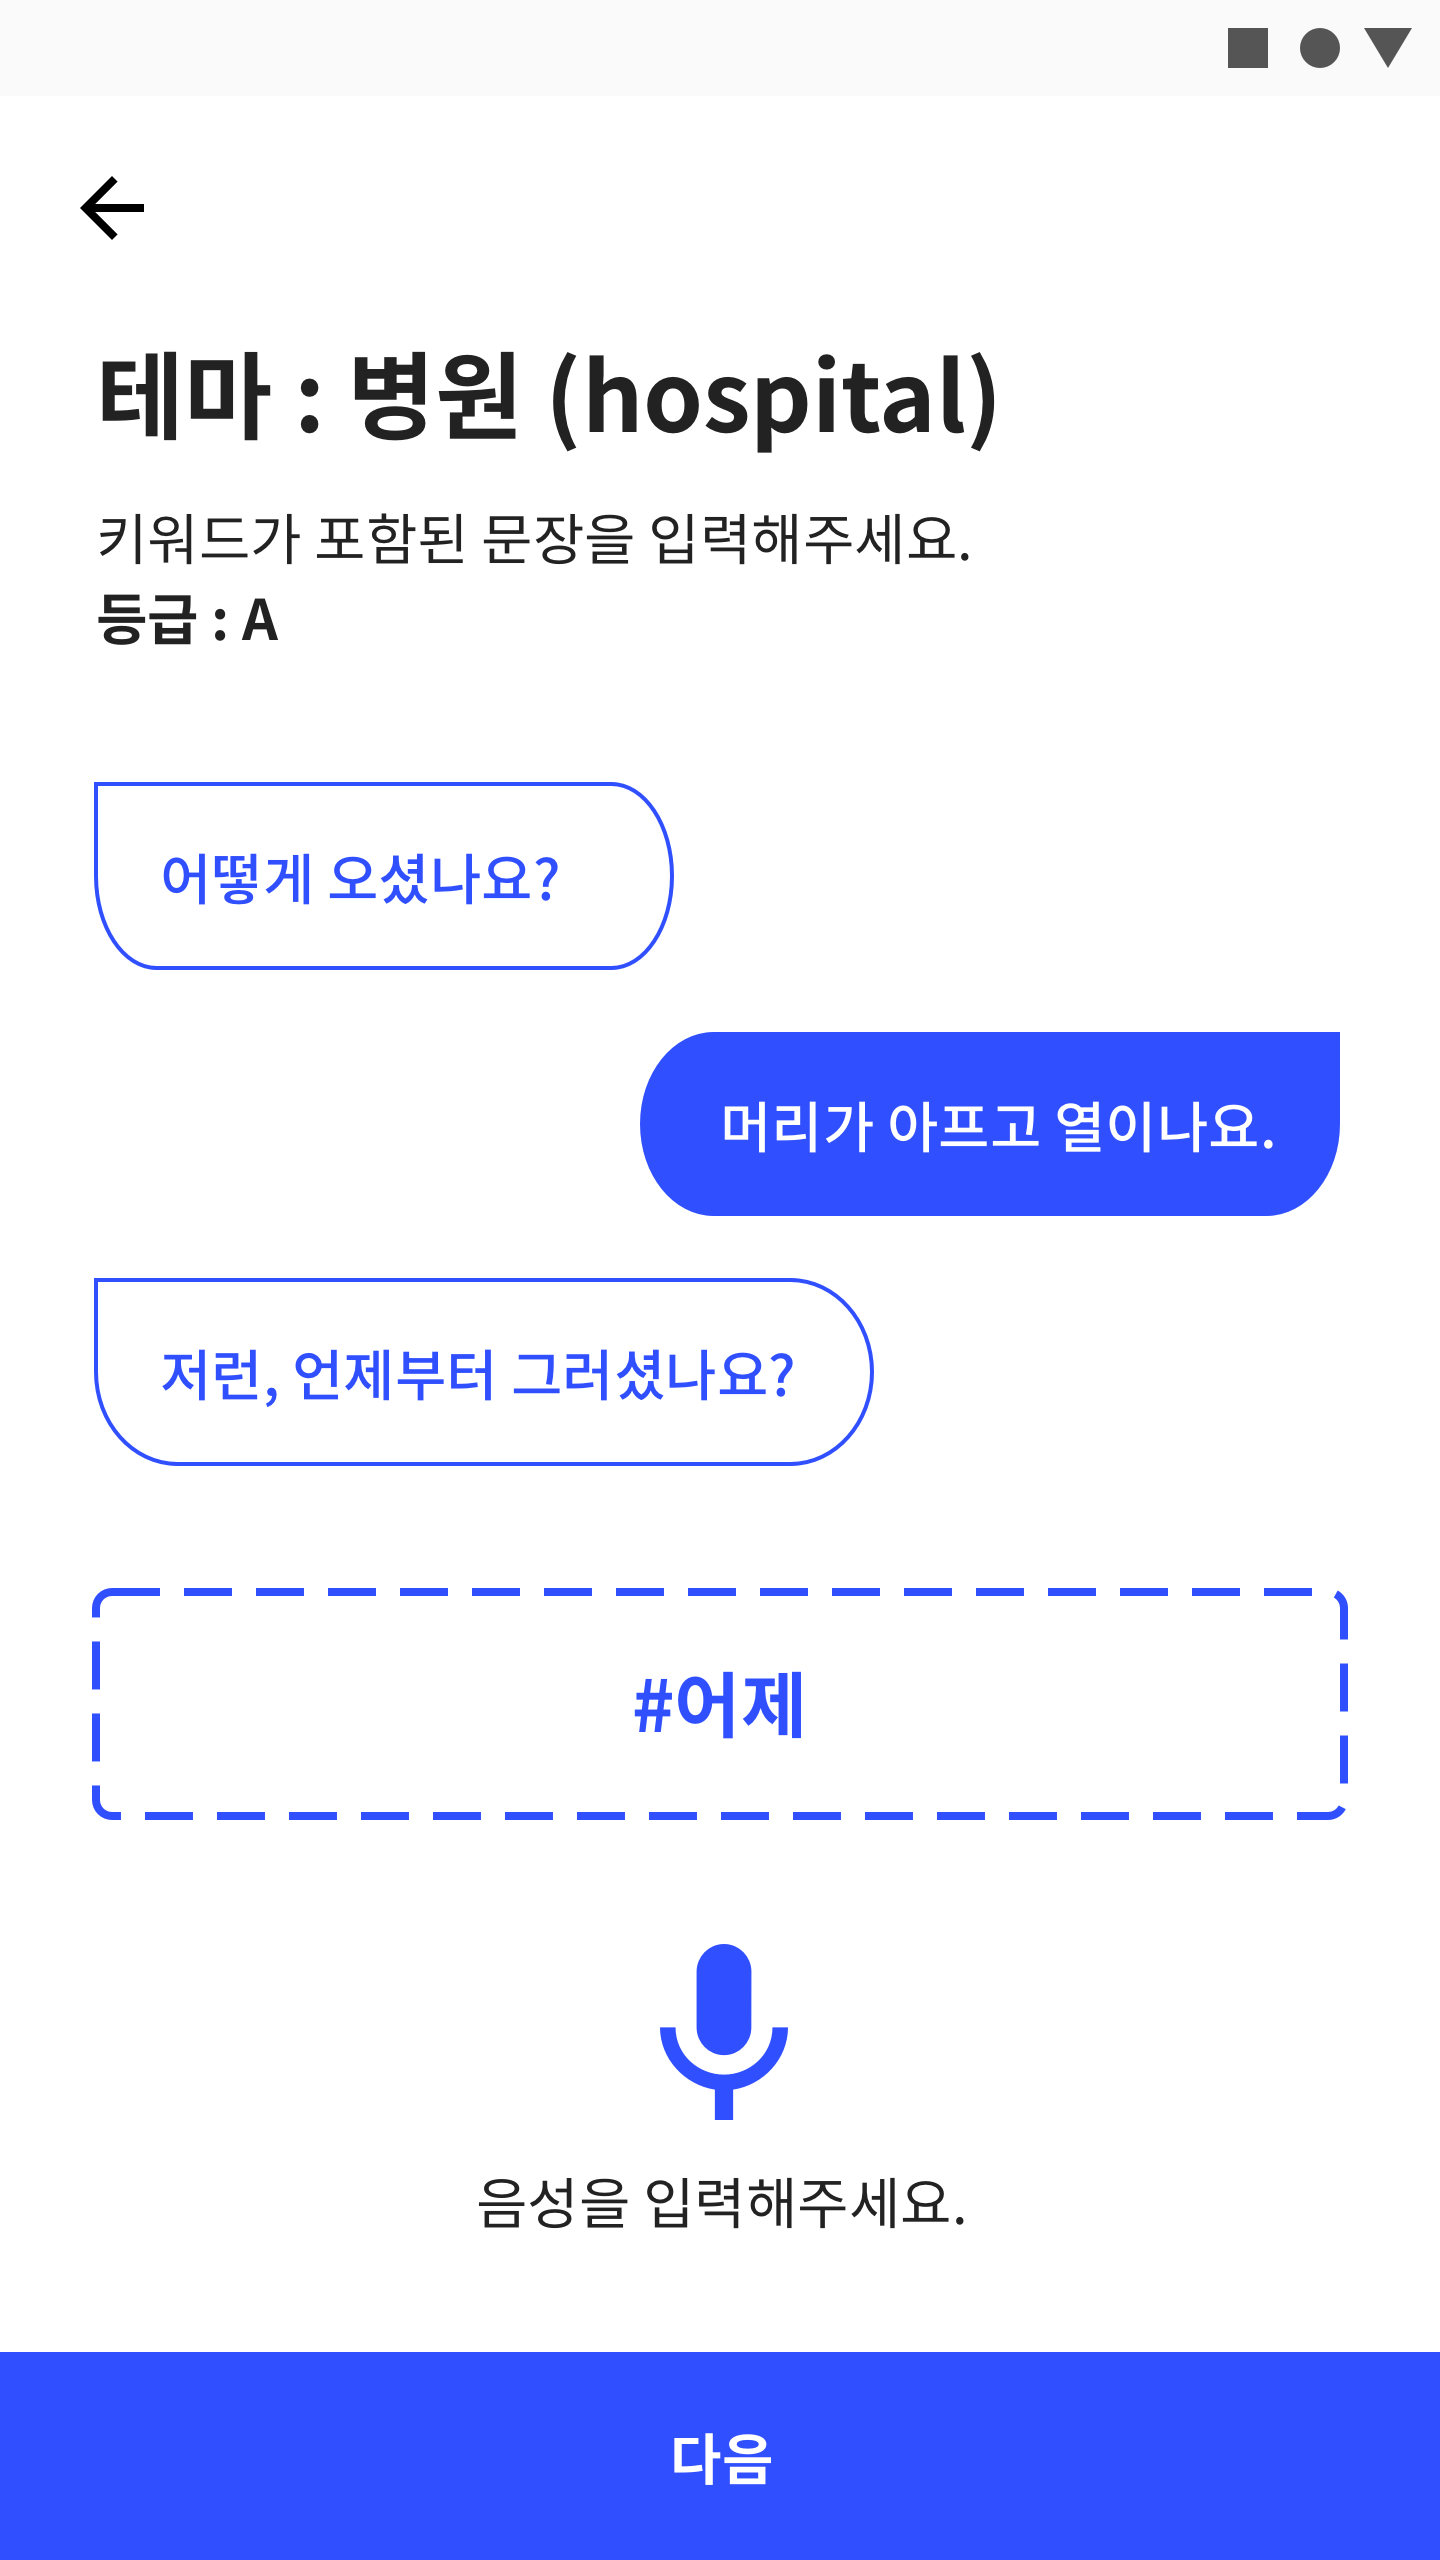 테마 : 병원 (hospital)
키워드가 포함된 문장을 입력해주세요.
등급 : A
어떻게 오셨나요?
머리가 아프고 열이나요.
저런, 언제부터 그러셨나요?
#어제
음성을 입력해주세요.
다음